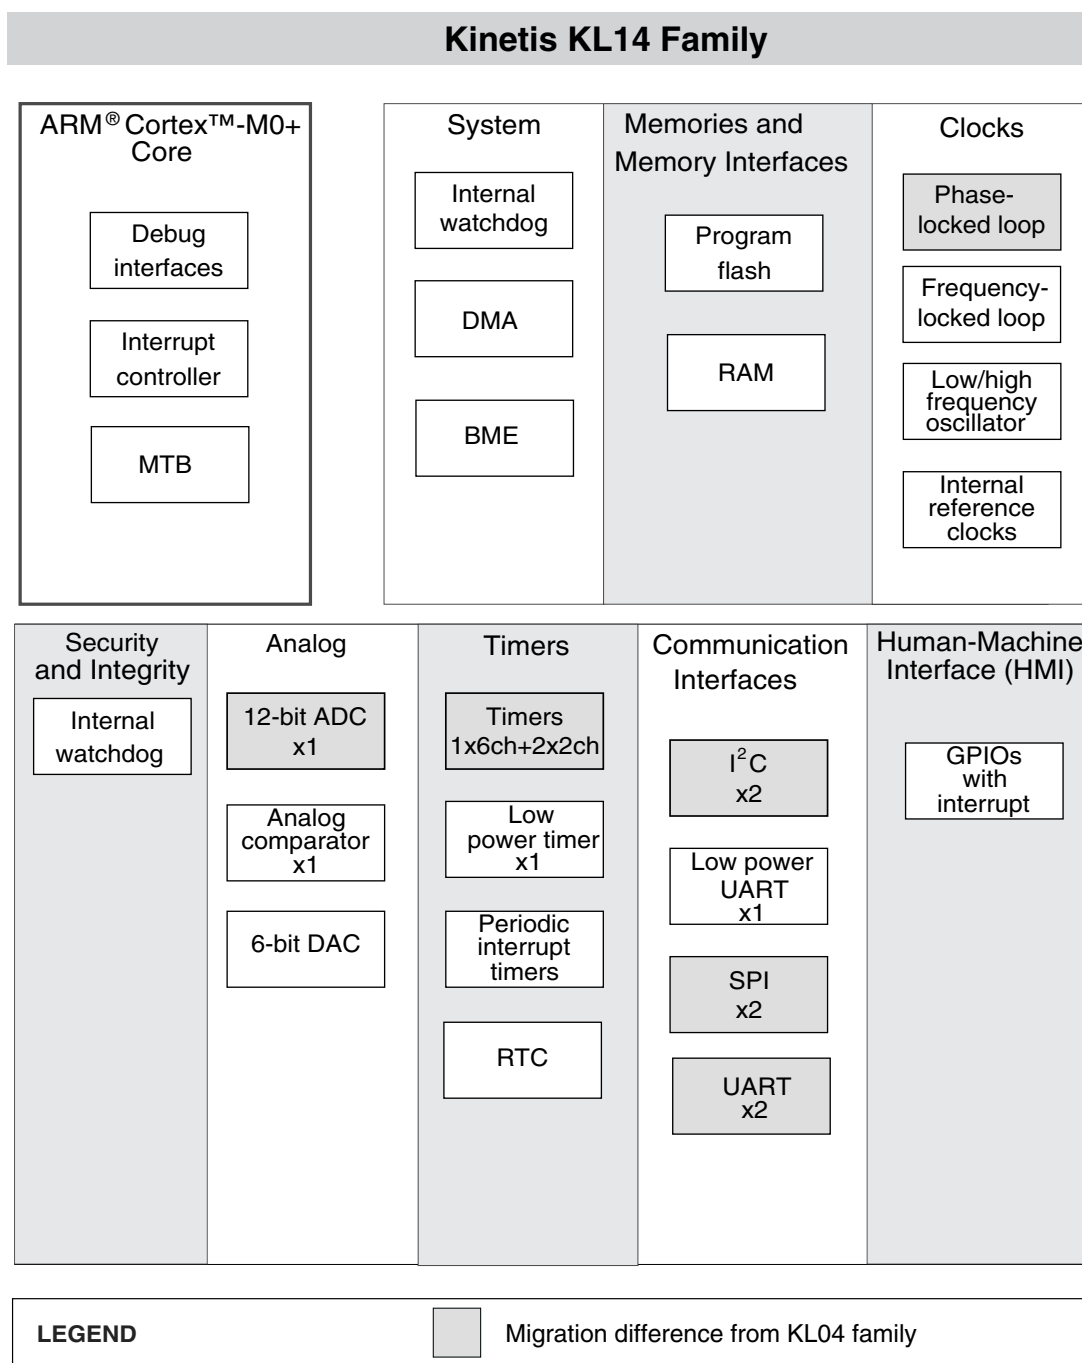 Kinetis KL14 Family
ARM® Cortex™-M0+
Core
Debug
interfaces
Interrupt
controller
MTB
System
Internal
watchdog
DMA
BME
Memories and
Memory Interfaces
Program
flash
RAM
Clocks
Phase-
locked loop
Frequency-
locked loop
Low/high
frequency
oscillator
Internal
reference
clocks
Security
and Integrity
Internal
watchdog
Analog
12-bit ADC
x1
Analog
comparator
x1
6-bit DAC
Timers
Timers
1x6ch+2x2ch
Low
power timer
x1
Periodic
interrupt
timers
RTC
Communication
Interfaces
I²C
x2
Low power
UART
x1
SPI
x2
UART
x2
Human-Machine
Interface (HMI)
GPIOs
with
interrupt
LEGEND
Migration difference from KL04 family